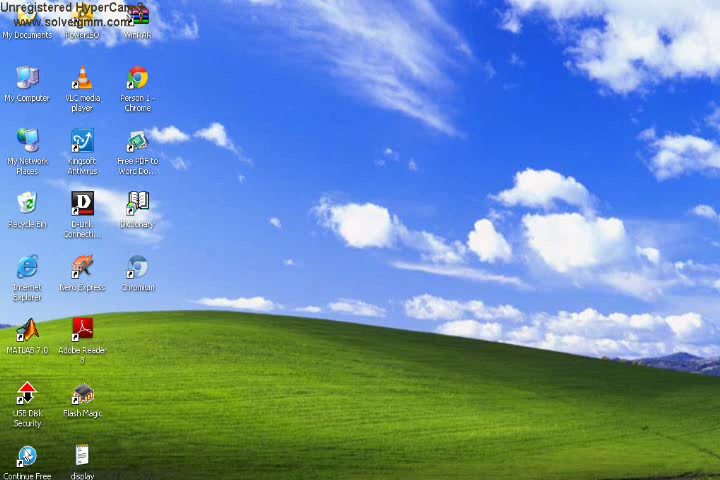 Unregistered HyperCam 2
www.solveigmm.com
My Documents
PowerISO
WinRAR
My Computer
VLC media
player
Person 1 -
Chrome
My Network
Places
Kingsoft
Antivirus
Free PDF to
Word Do...
Recycle Bin
D-Link
Connecti...
Dictionary
Internet
Explorer
Nero Express
Chromium
MATLAB 7.0
Adobe Reader
USB Disk
Security
Flash Magic
Continue Free
display